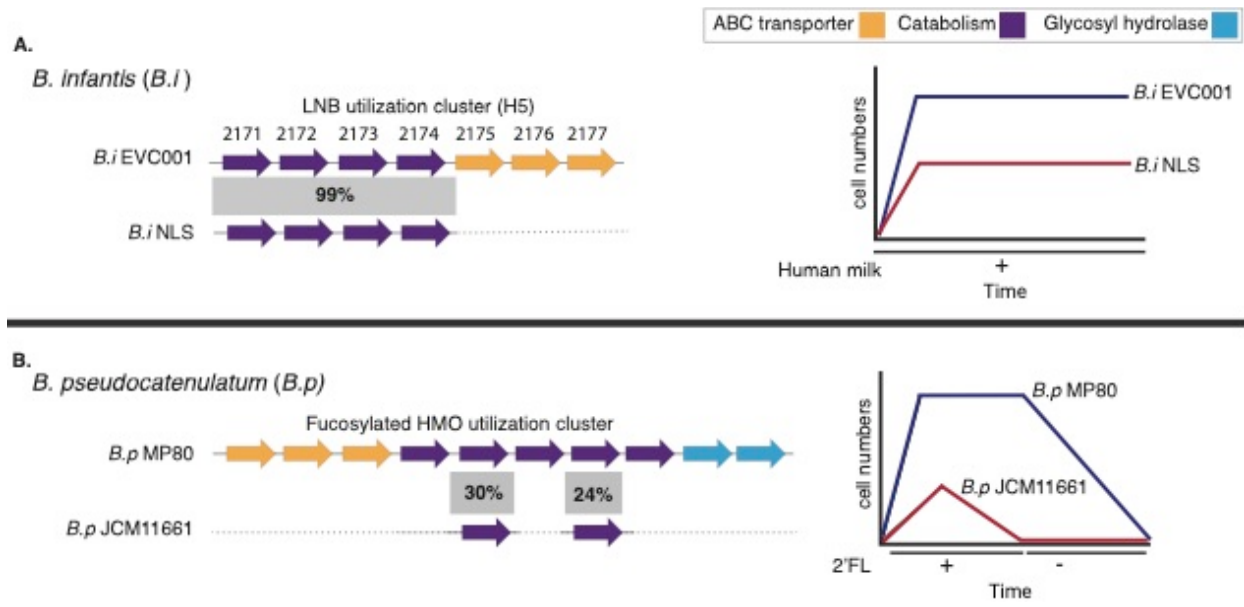 ABC transporter Catabolism Glycosyl hydrolase
A.
B. infantis (B.i)
LNB utilization cluster (H5)
2171 2172 2173 2174 2175 2176 2177
B.i EVC001
99%
B.i NLS
B.i EVC001
B.i NLS
cell numbers
Human milk +
Time
B.
B. pseudocatenulatum (B.p)
Fucosylated HMO utilization cluster
B.p MP80
30% 24%
B.p JCM11661
B.p MP80
B.p JCM11661
cell numbers
2'FL + -
Time